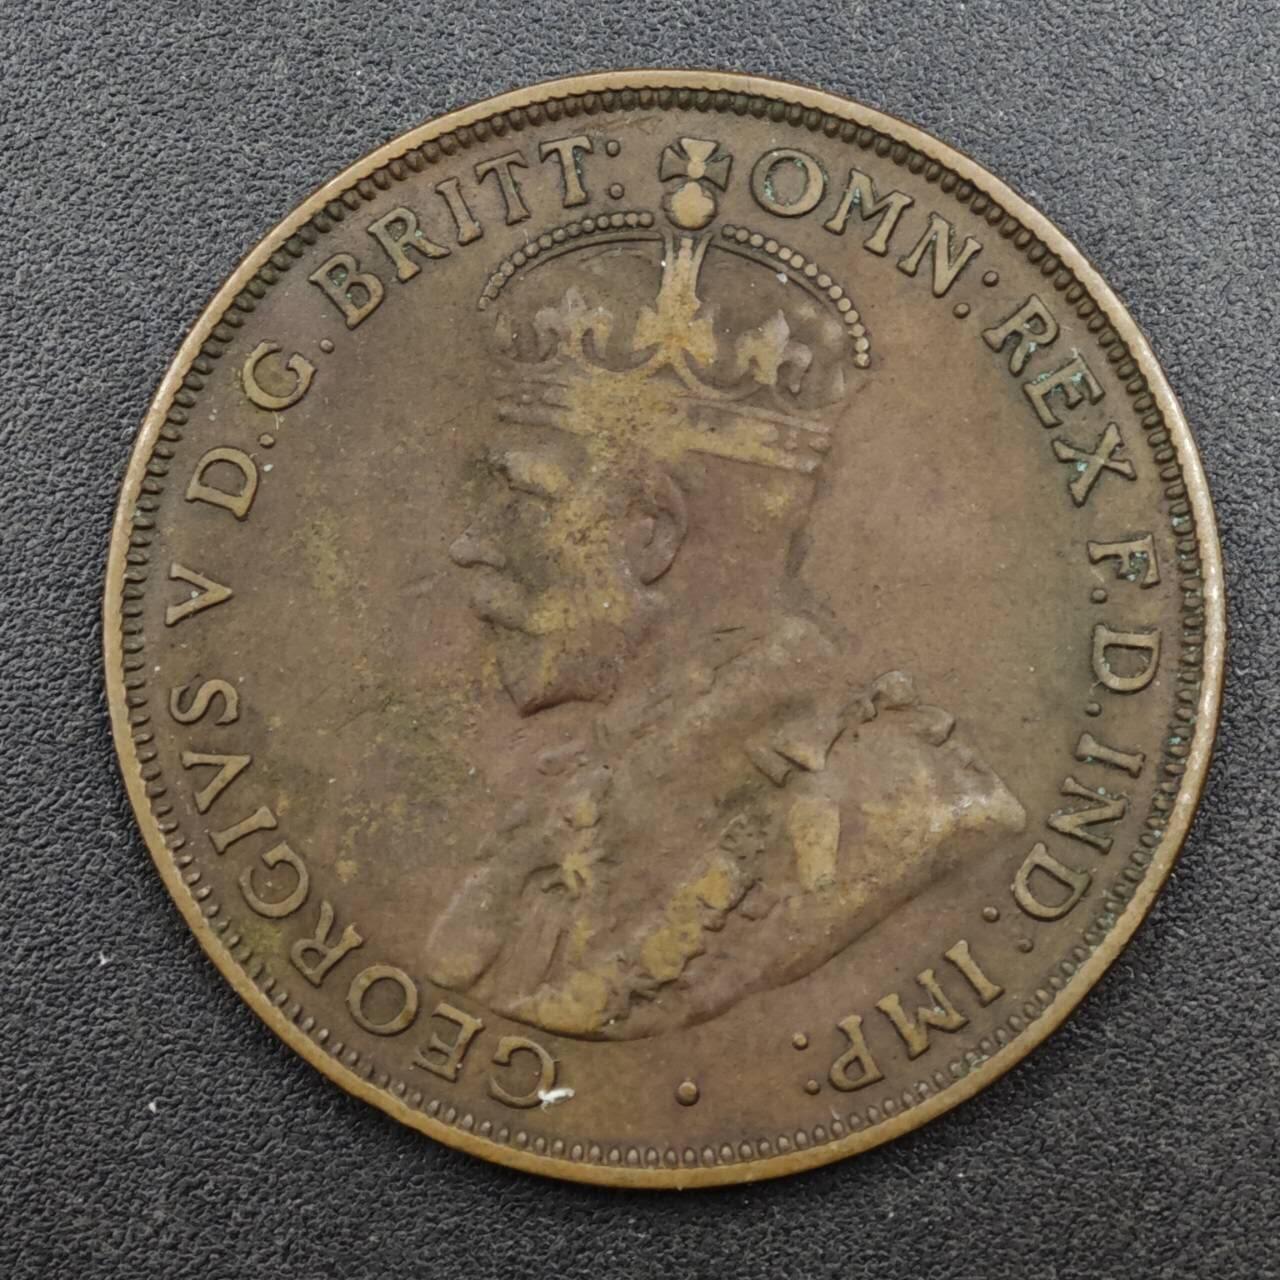 GEORGIVS V D.G. BRITT: OMN: REX F.D. IND: IMP: